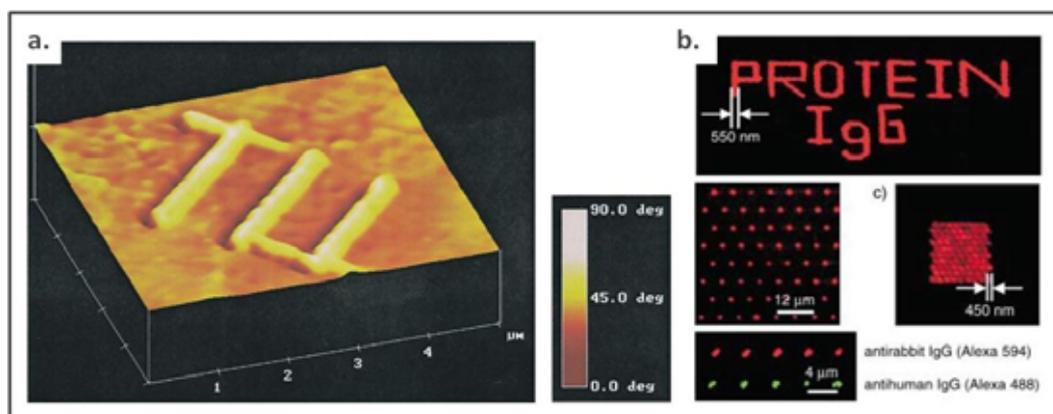 a.
1
2
3
4
µM
90.0 deg
45.0 deg
0.0 deg
b.
PROTEIN
IgG
550 nm
12 µm
c)
450 nm
4 µm
antirabbit IgG (Alexa 594)
antihuman IgG (Alexa 488)